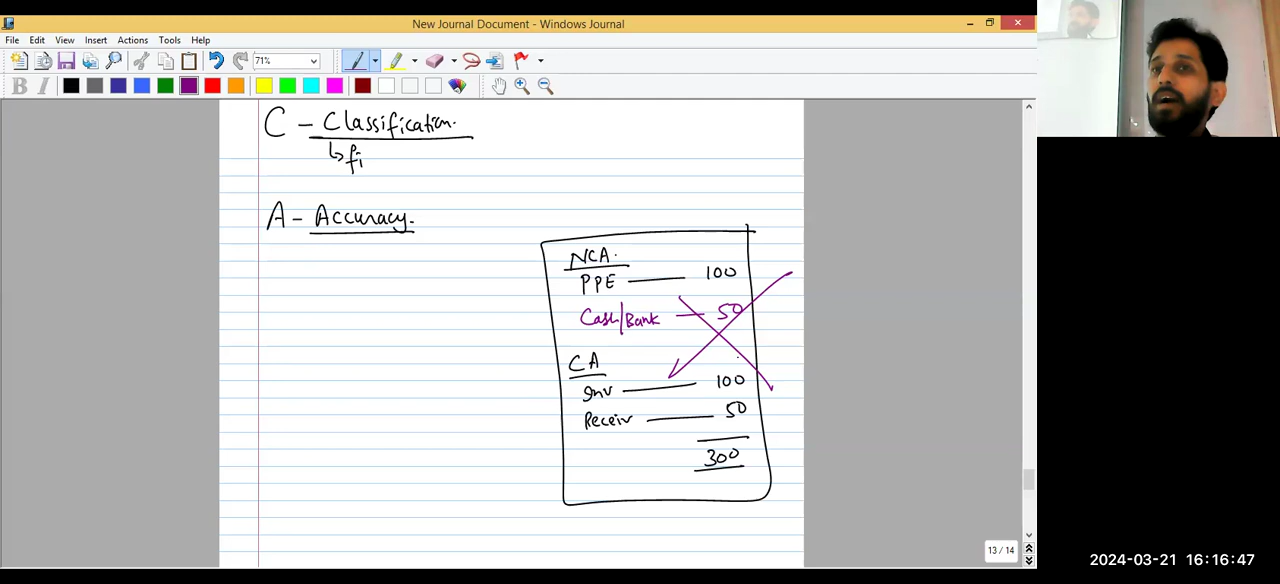 New Journal Document - Windows Journal
File Edit View Insert Actions Tools Help
71%
B I
C - Classification.
↳ fi
A - Accuracy.
NCA.
PPE — 100
Cash/Bank — 50
CA
Inv — 100
Receiv — 50
300
13 / 14
2024-03-21 16:16:47